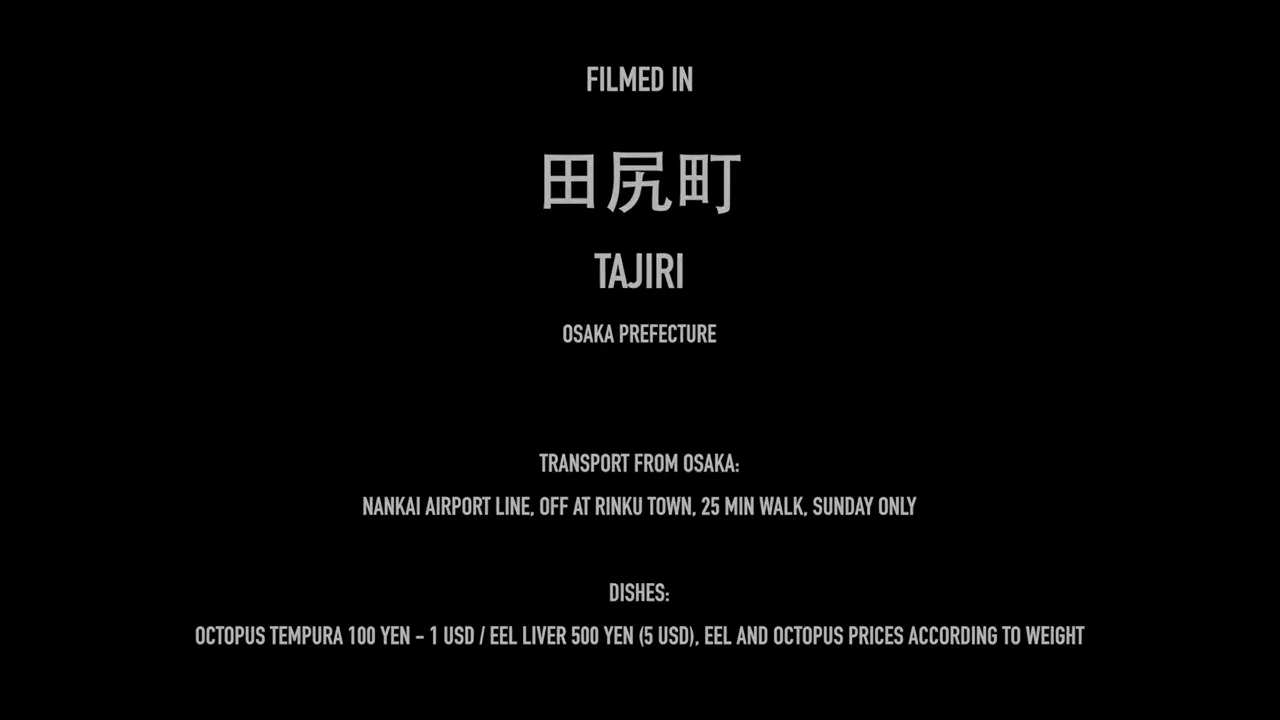 FILMED IN
田尻町
TAJIRI
OSAKA PREFECTURE
TRANSPORT FROM OSAKA:
NANKAI AIRPORT LINE, OFF AT RINKU TOWN, 25 MIN WALK, SUNDAY ONLY
DISHES:
OCTOPUS TEMPURA 100 YEN - 1 USD / EEL LIVER 500 YEN (5 USD), EEL AND OCTOPUS PRICES ACCORDING TO WEIGHT